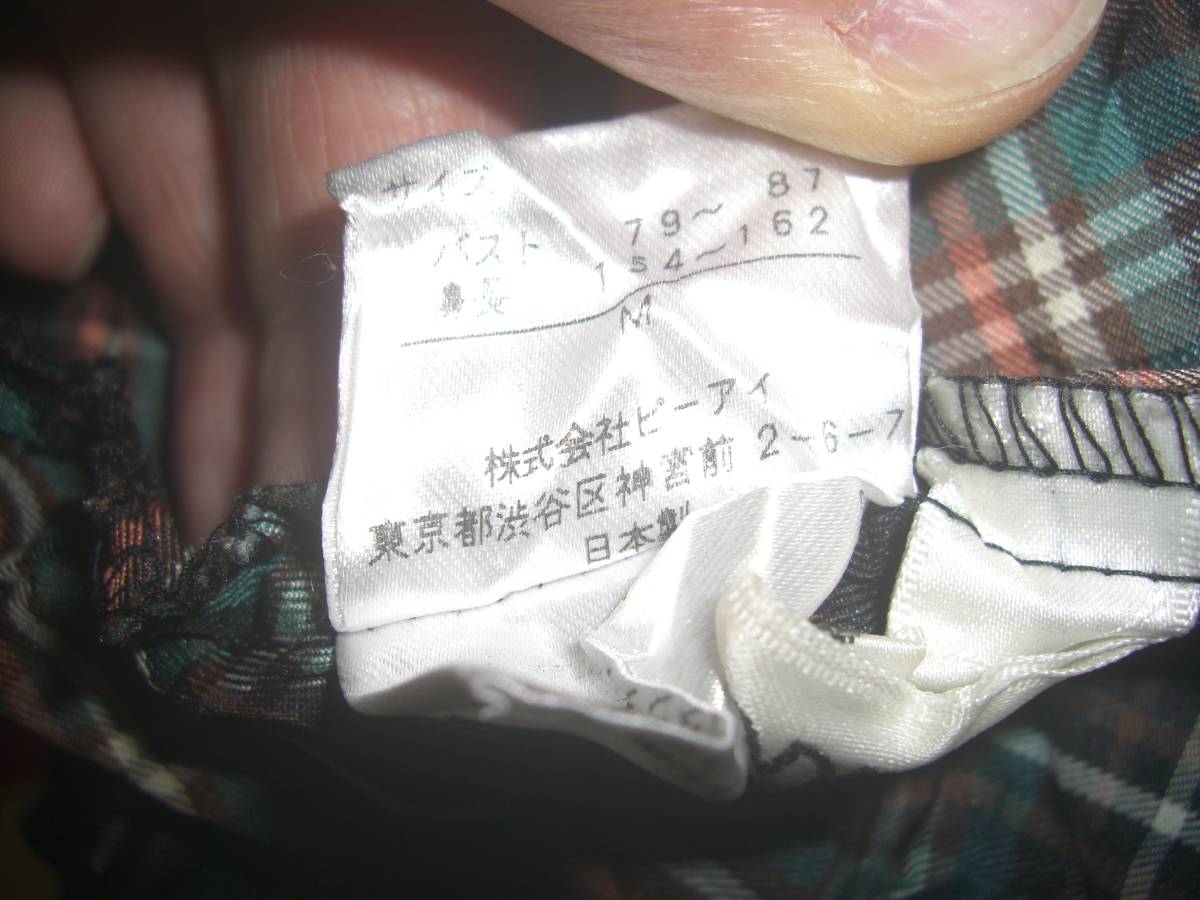 サイズ
バスト 79～87
身長 154～162
M
株式会社ピーアイ
東京都渋谷区神宮前2-6-7
日本製